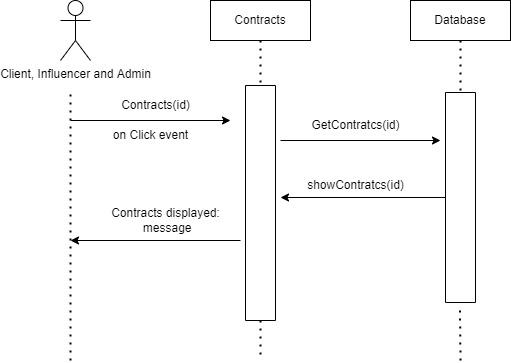 Contracts
Database
Client, Influencer and Admin
Contracts(id)
on Click event
GetContratcs(id)
showContratcs(id)
Contracts displayed:
message